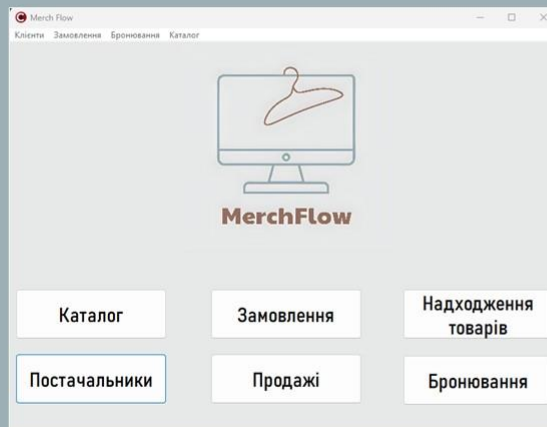 Merch Flow
Клієнти Замовлення Бронювання Каталог
MerchFlow
Каталог
Замовлення
Надходження
товарів
Постачальники
Продажі
Бронювання